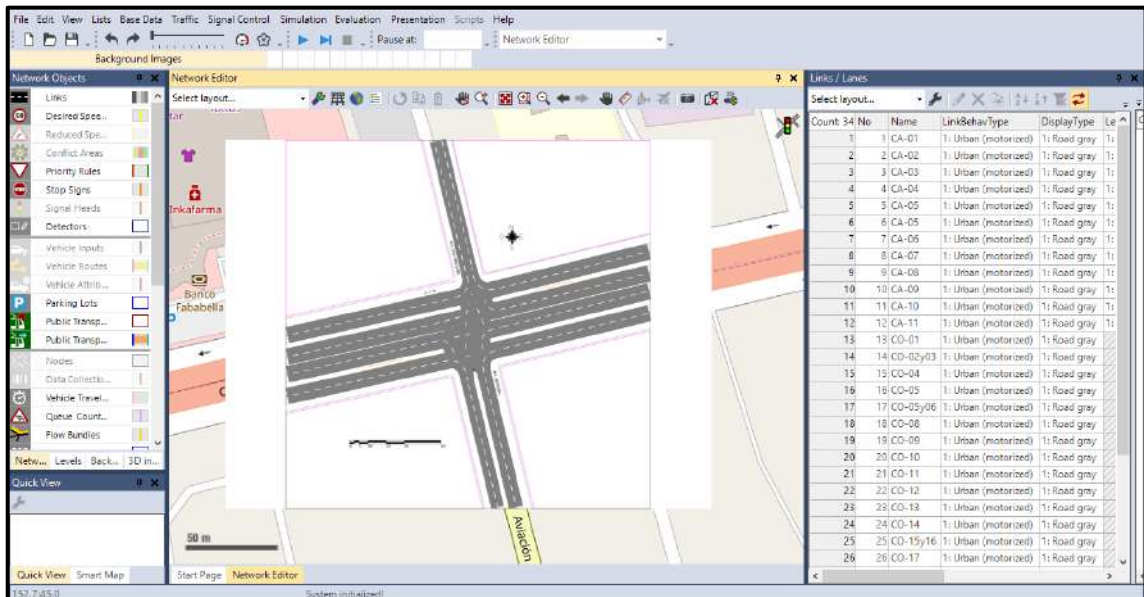 File Edit View Lists Base Data Traffic Signal Control Simulation Evaluation Presentation Scripts Help
Pause at: Network Editor
Background Images
Network Objects
Links
Desired Spee...
Reduced Spe...
Conflict Areas
Priority Rules
Stop Signs
Signal Heads
Detectors
Vehicle Inputs
Vehicle Routes
Vehicle Attrib...
Parking Lots
Public Transp...
Public Transp...
Nodes
Data Collectio...
Vehicle Travel...
Queue Count...
Flow Bundles
Netw... Levels Back... 3D in...
Quick View
Quick View Smart Map
Network Editor
Select layout...
Inkafarma
Banco
Fababella
Aviación
50 m
Start Page Network Editor
Links / Lanes
Select layout...
Count: 34 No Name LinkBehavType DisplayType Le
1 1 CA-01 1: Urban (motorized) 1: Road gray 1:
2 2 CA-02 1: Urban (motorized) 1: Road gray 1:
3 3 CA-03 1: Urban (motorized) 1: Road gray 1:
4 4 CA-04 1: Urban (motorized) 1: Road gray 1:
5 5 CA-05 1: Urban (motorized) 1: Road gray 1:
6 6 CA-05 1: Urban (motorized) 1: Road gray 1:
7 7 CA-06 1: Urban (motorized) 1: Road gray 1:
8 8 CA-07 1: Urban (motorized) 1: Road gray 1:
9 9 CA-08 1: Urban (motorized) 1: Road gray 1:
10 10 CA-09 1: Urban (motorized) 1: Road gray 1:
11 11 CA-10 1: Urban (motorized) 1: Road gray 1:
12 12 CA-11 1: Urban (motorized) 1: Road gray 1:
13 13 CO-01 1: Urban (motorized) 1: Road gray
14 14 CO-02y03 1: Urban (motorized) 1: Road gray
15 15 CO-04 1: Urban (motorized) 1: Road gray
16 16 CO-05 1: Urban (motorized) 1: Road gray
17 17 CO-05y06 1: Urban (motorized) 1: Road gray
18 18 CO-08 1: Urban (motorized) 1: Road gray
19 19 CO-09 1: Urban (motorized) 1: Road gray
20 20 CO-10 1: Urban (motorized) 1: Road gray
21 21 CO-11 1: Urban (motorized) 1: Road gray
22 22 CO-12 1: Urban (motorized) 1: Road gray
23 23 CO-13 1: Urban (motorized) 1: Road gray
24 24 CO-14 1: Urban (motorized) 1: Road gray
25 25 CO-15y16 1: Urban (motorized) 1: Road gray
26 26 CO-17 1: Urban (motorized) 1: Road gray
152.7:45.0 System initialized!